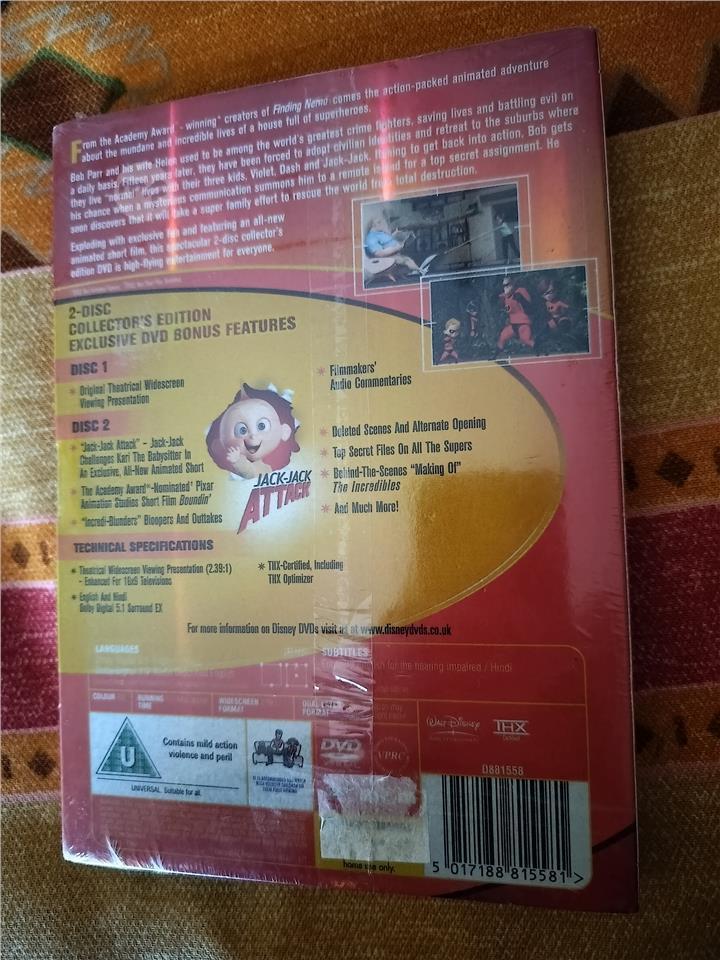 From the Academy Award®-winning* creators of Finding Nemo comes the action-packed animated adventure
about the mundane and incredible lives of a house full of superheroes.
Bob Parr and his wife Helen used to be among the world's greatest crime fighters, saving lives and battling evil on
a daily basis. Fifteen years later, they have been forced to adopt civilian identities and retreat to the suburbs where
they live "normal" lives with their three kids, Violet, Dash and Jack-Jack. Itching to get back into action. Bob gets
his chance when a mysterious communication summons him to a remote island for a top secret assignment. He
soon discovers that it will take a super family effort to rescue the world from total destruction.
Exploding with exclusive fun and featuring an all-new
animated short film, this spectacular 2-disc collector's
edition DVD is high-flying entertainment for everyone.
2-DISC
COLLECTOR'S EDITION
EXCLUSIVE DVD BONUS FEATURES
DISC 1
* Original Theatrical Widescreen
Viewing Presentation
* Filmmakers'
Audio Commentaries
DISC 2
* "Jack-Jack Attack" - Jack-Jack
Challenges Kari The Babysitter In
An Exclusive, All-New Animated Short
* The Academy Award®-Nominated† Pixar
Animation Studios Short Film Boundin'
* "Incredi-Blunders" Bloopers And Outtakes
JACK-JACK
ATTACK
* Deleted Scenes And Alternate Opening
* Top Secret Files On All The Supers
* Behind-The-Scenes "Making Of"
The Incredibles
* And Much More!
TECHNICAL SPECIFICATIONS
* Theatrical Widescreen Viewing Presentation (2.39:1)
- Enhanced For 16x9 Televisions
* English And Hindi
Dolby Digital 5.1 Surround EX
* THX-Certified, Including
THX Optimizer
For more information on Disney DVDs visit us at www.disneydvds.co.uk
LANGUAGES
SUBTITLES
for the hearing impaired / Hindi
COLOUR
RUNNING
TIME
WIDESCREEN
FORMAT
DUAL
FORMAT
U
Contains mild action
violence and peril
UNIVERSAL Suitable for all
DVD
VPRC
WALT DISNEY
THX
D881558
home use only.
5 017188 815581 >